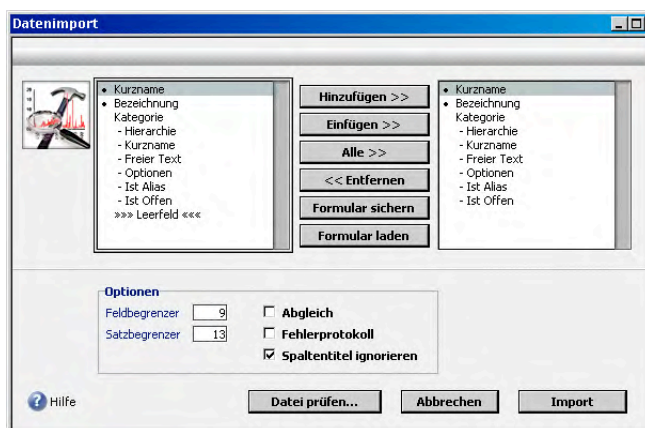 Datenimport
• Kurzname
• Bezeichnung
Kategorie
- Hierarchie
- Kurzname
- Freier Text
- Optionen
- Ist Alias
- Ist Offen
»»» Leerfeld «««
Hinzufügen >>
Einfügen >>
Alle >>
<< Entfernen
Formular sichern
Formular laden
• Kurzname
• Bezeichnung
Kategorie
- Hierarchie
- Kurzname
- Freier Text
- Optionen
- Ist Alias
- Ist Offen
Optionen
Feldbegrenzer 9
Satzbegrenzer 13
Abgleich
Fehlerprotokoll
Spaltentitel ignorieren
? Hilfe
Datei prüfen...
Abbrechen
Import